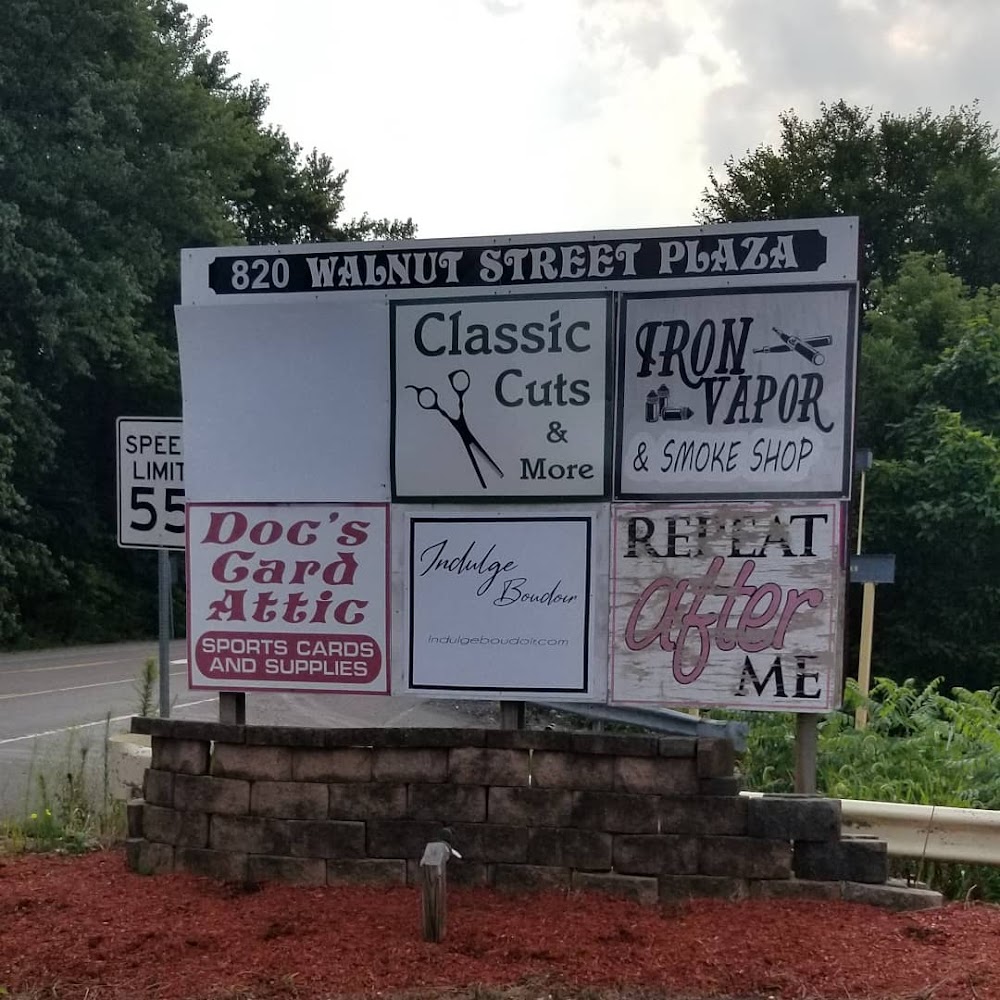 820 WALNUT STREET PLAZA
Classic
Cuts
&
More
IRON
VAPOR
& SMOKE SHOP
SPEE
LIMIT
55
Doc's
Card
Attic
SPORTS CARDS
AND SUPPLIES
Indulge
Boudoir
indulgeboudoir.com
REPEAT
after
ME